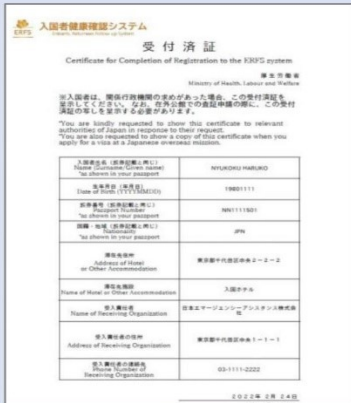 ERFS
入国者健康確認システム
受付済証
Certificate for Completion of Registration to the ERFS system
厚生労働省
Ministry of Health, Labour and Welfare
※入国者は、関係行政機関の求めがあった場合、この受付済証を
呈示してください。なお、在外公館での査証申請の際に、この受付
済証の写しを呈示する必要があります。
*You are kindly requested to show this certificate to relevant
authorities of Japan in response to their request.
*You are also requested to show a copy of this certificate when you
apply for a visa at a Japanese overseas mission.
入国者氏名（旅券記載と同じ）
Name (Surname/Given name)
*as shown in your passport
NYUKOKU HARUKO
生年月日（年月日）
Date of Birth (YYYYMMDD)
19801111
旅券番号（旅券記載と同じ）
Passport Number
*as shown in your passport
NN1111501
国籍・地域（旅券記載と同じ）
Nationality
*as shown in your passport
JPN
滞在先住所
Address of Hotel
or Other Accommodation
東京都千代田区中央２－２－２
滞在先施設
Name of Hotel or Other Accommodation
入国ホテル
受入責任者
Name of Receiving Organization
日本エマージェンシーアシスタンス株式会
社
受入責任者の住所
Address of Receiving Organization
東京都千代田区中央１－１－１
受入責任者の連絡先
Phone Number of
Receiving Organization
03-1111-2222
２０２２年 ２月 ２４日